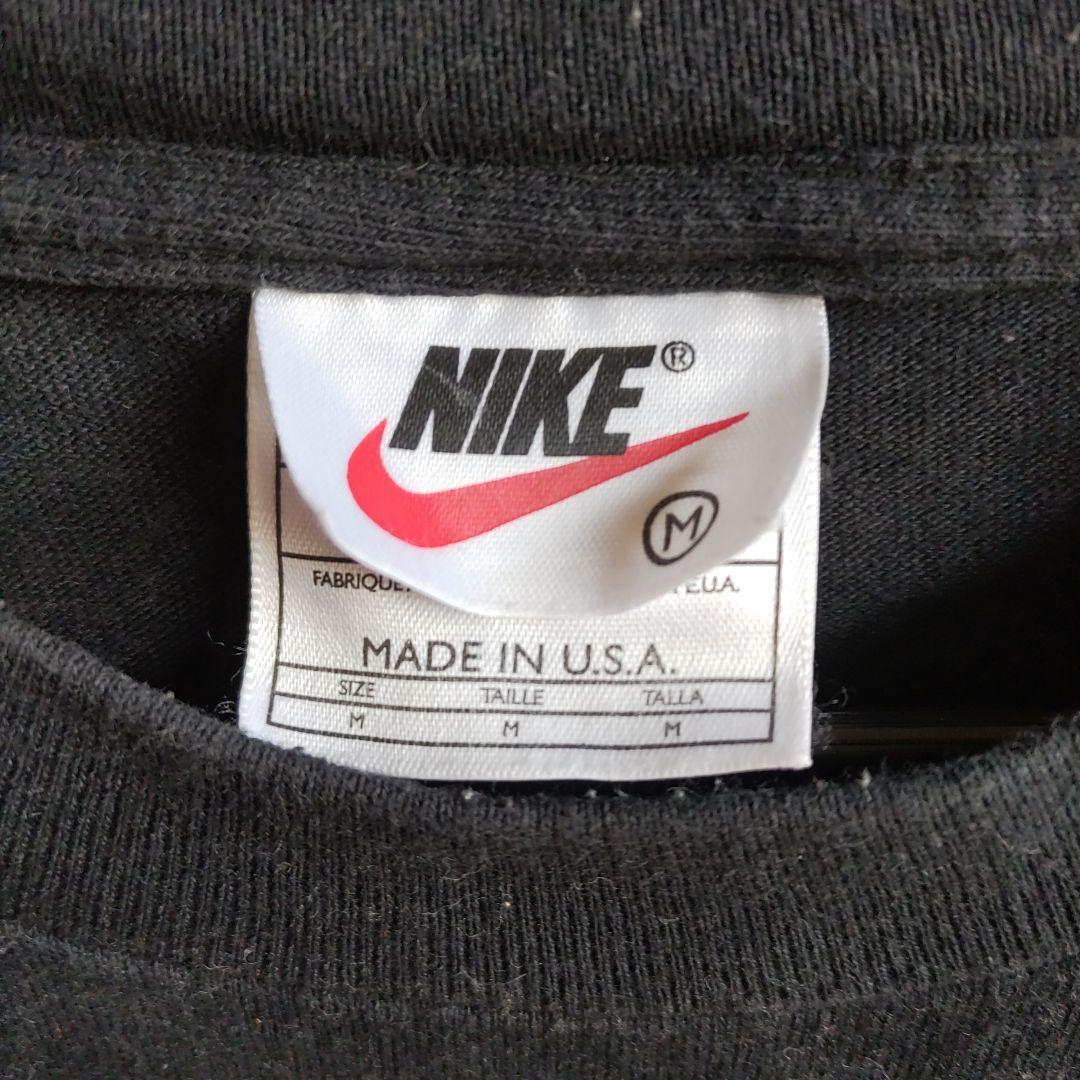 NIKE®
M
FABRIQUE
E.U.A.
MADE IN U.S.A.
SIZE TAILLE TALLA
M M M